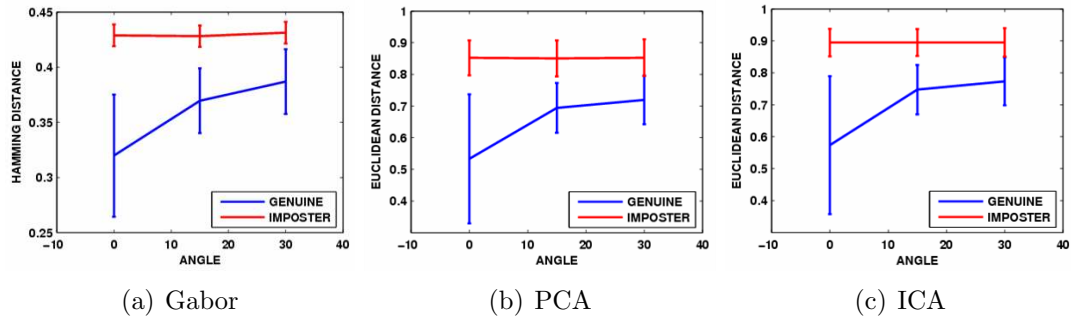 0.45
0.4
0.35
0.3
0.25
HAMMING DISTANCE
−10 0 10 20 30 40
ANGLE
GENUINE
IMPOSTER
(a) Gabor
1
0.9
0.8
0.7
0.6
0.5
0.4
EUCLIDEAN DISTANCE
−10 0 10 20 30 40
ANGLE
GENUINE
IMPOSTER
(b) PCA
1
0.9
0.8
0.7
0.6
0.5
0.4
EUCLIDEAN DISTANCE
−10 0 10 20 30 40
ANGLE
GENUINE
IMPOSTER
(c) ICA